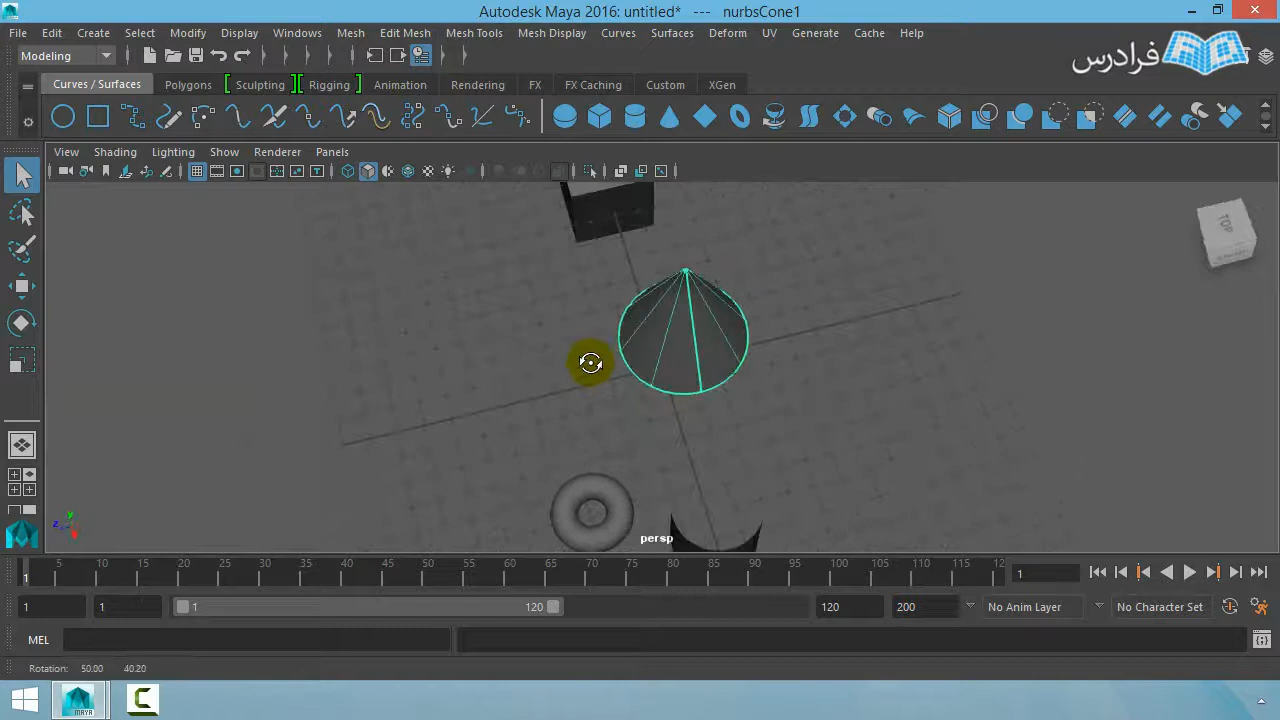 Autodesk Maya 2016: untitled* --- nurbsCone1
File Edit Create Select Modify Display Windows Mesh Edit Mesh Mesh Tools Mesh Display Curves Surfaces Deform UV Generate Cache Help
Modeling
فرادرس
Curves / Surfaces Polygons Sculpting Rigging Animation Rendering FX FX Caching Custom XGen
View Shading Lighting Show Renderer Panels
TOP
persp
5 10 15 20 25 30 35 40 45 50 55 60 65 70 75 80 85 90 95 100 105 110 115 12
1 1
1 1 1 120 120 200 No Anim Layer No Character Set
MEL
Rotation: 50.00 40.20
MAYA